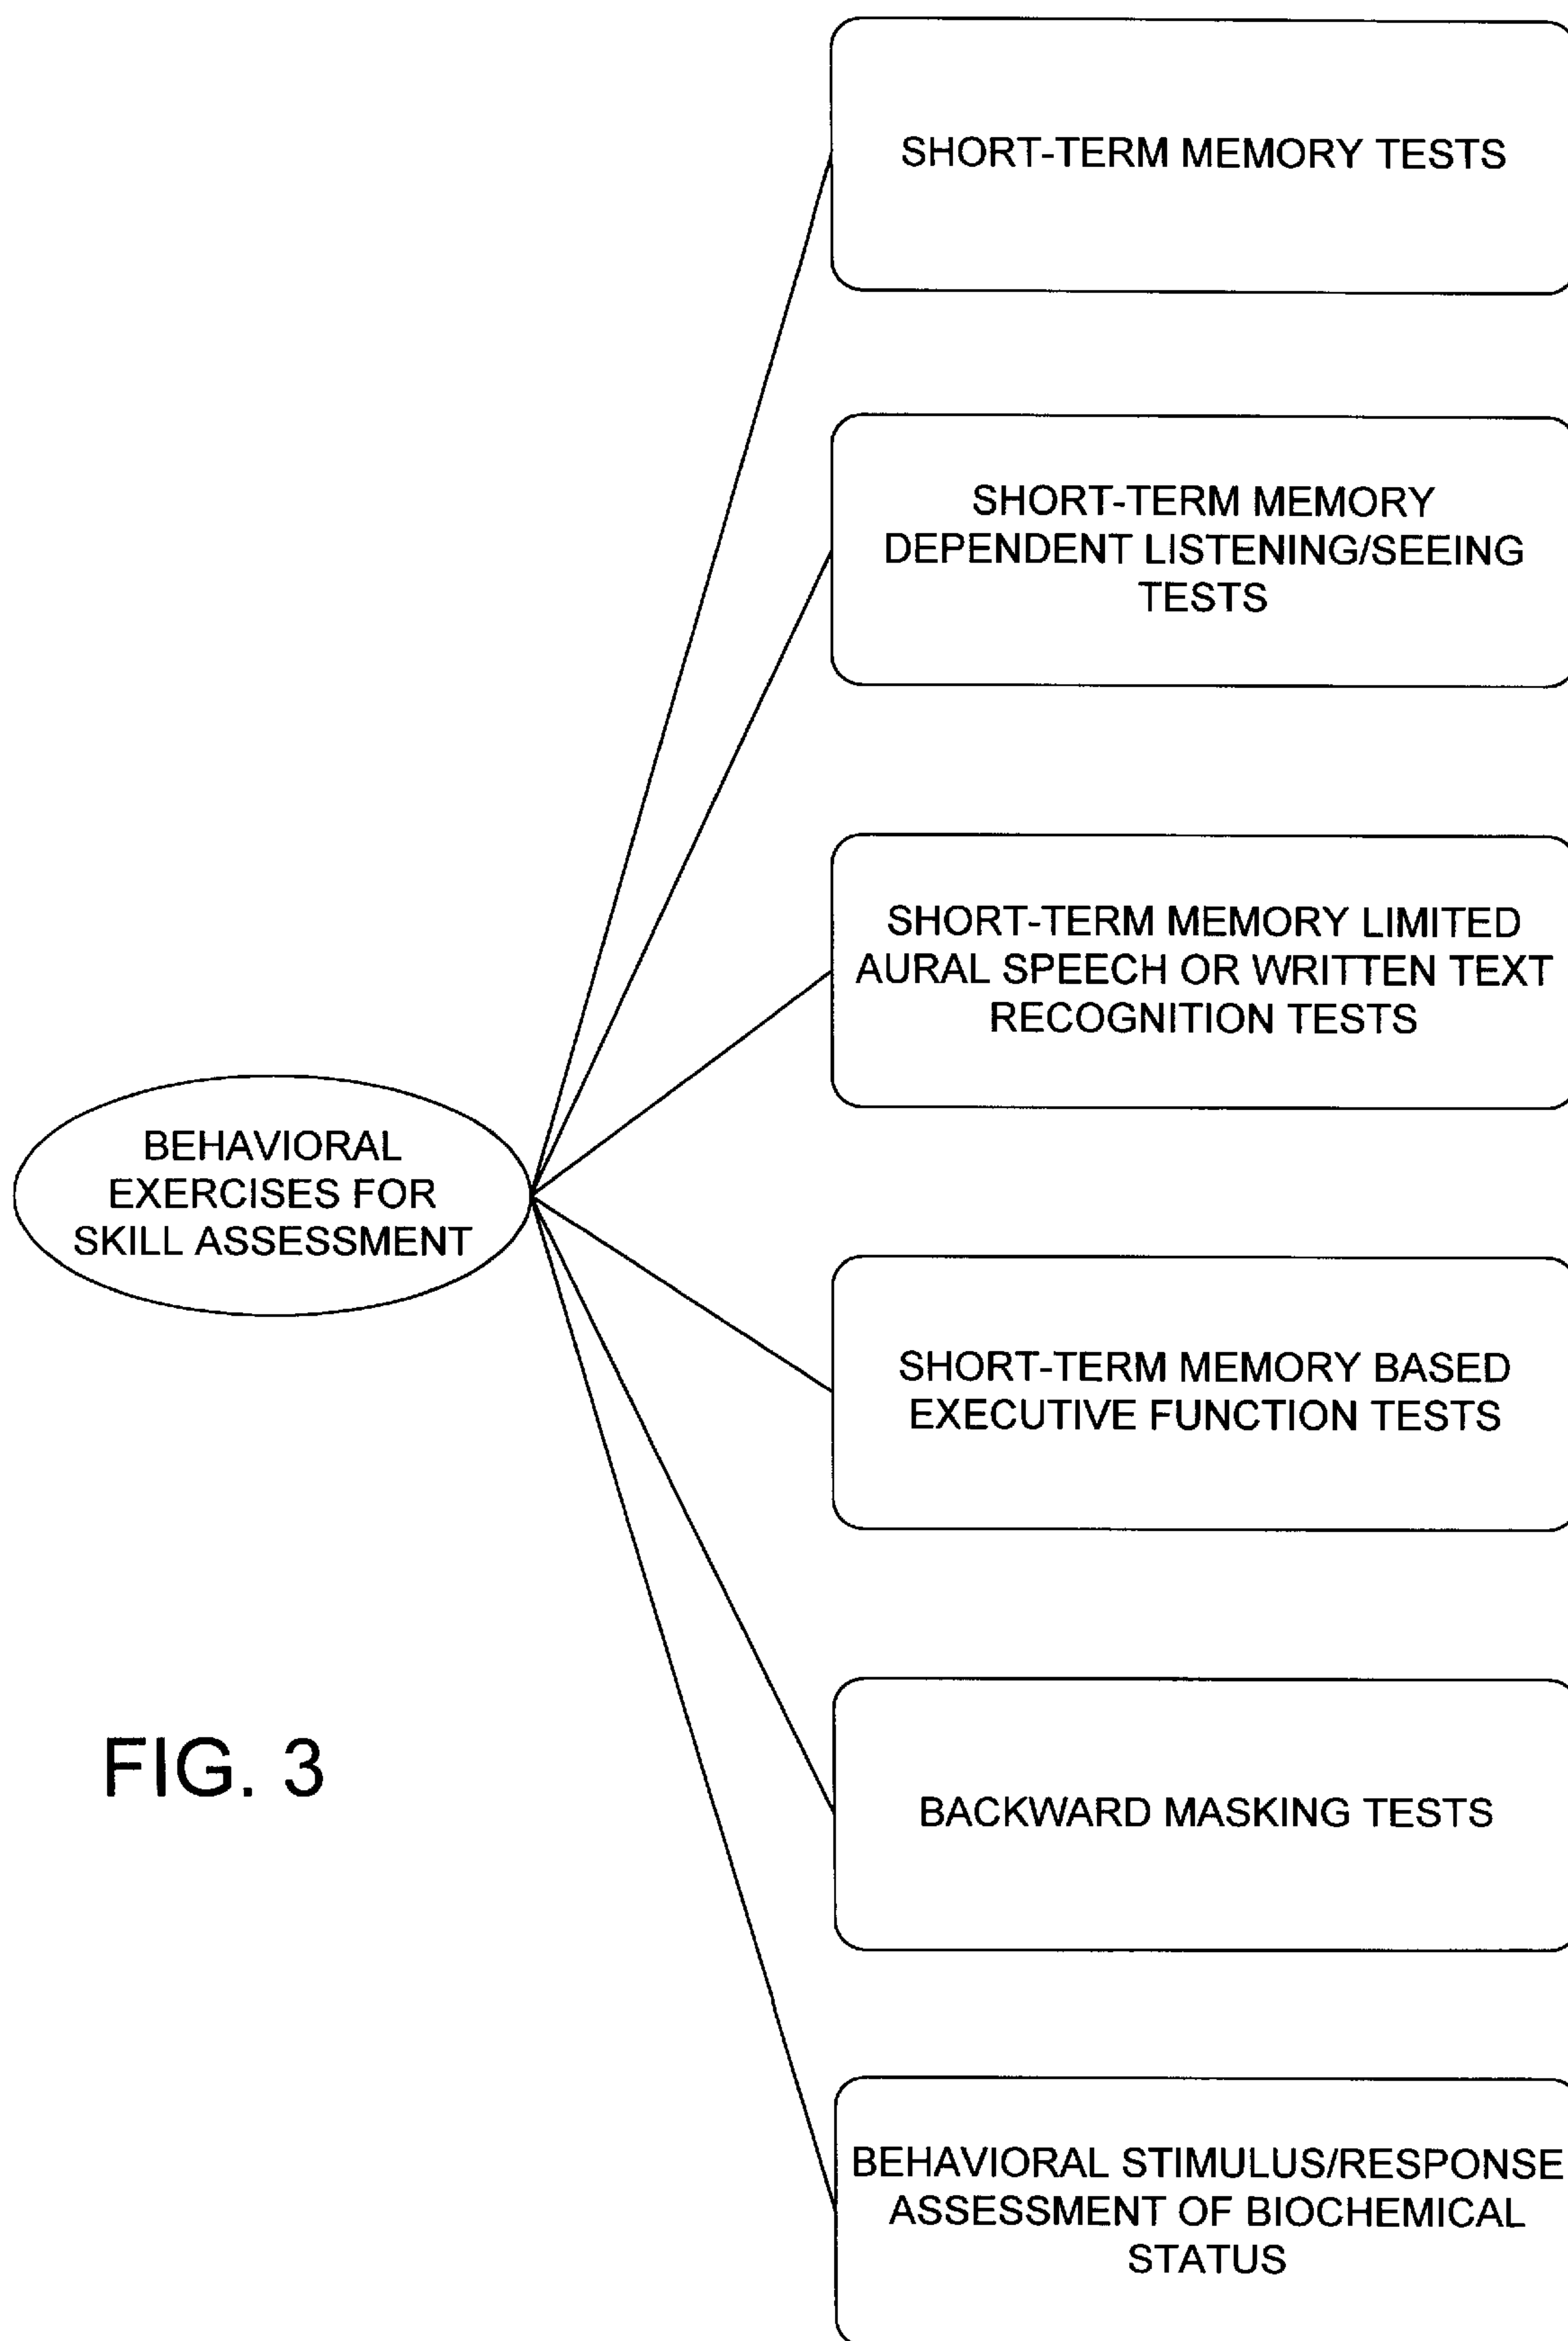 SHORT-TERM MEMORY TESTS
SHORT-TERM MEMORY
DEPENDENT LISTENING/SEEING
TESTS
SHORT-TERM MEMORY LIMITED
AURAL SPEECH OR WRITTEN TEXT
RECOGNITION TESTS
BEHAVIORAL
EXERCISES FOR
SKILL ASSESSMENT
SHORT-TERM MEMORY BASED
EXECUTIVE FUNCTION TESTS
FIG. 3
BACKWARD MASKING TESTS
BEHAVIORAL STIMULUS/RESPONSE
ASSESSMENT OF BIOCHEMICAL
STATUS